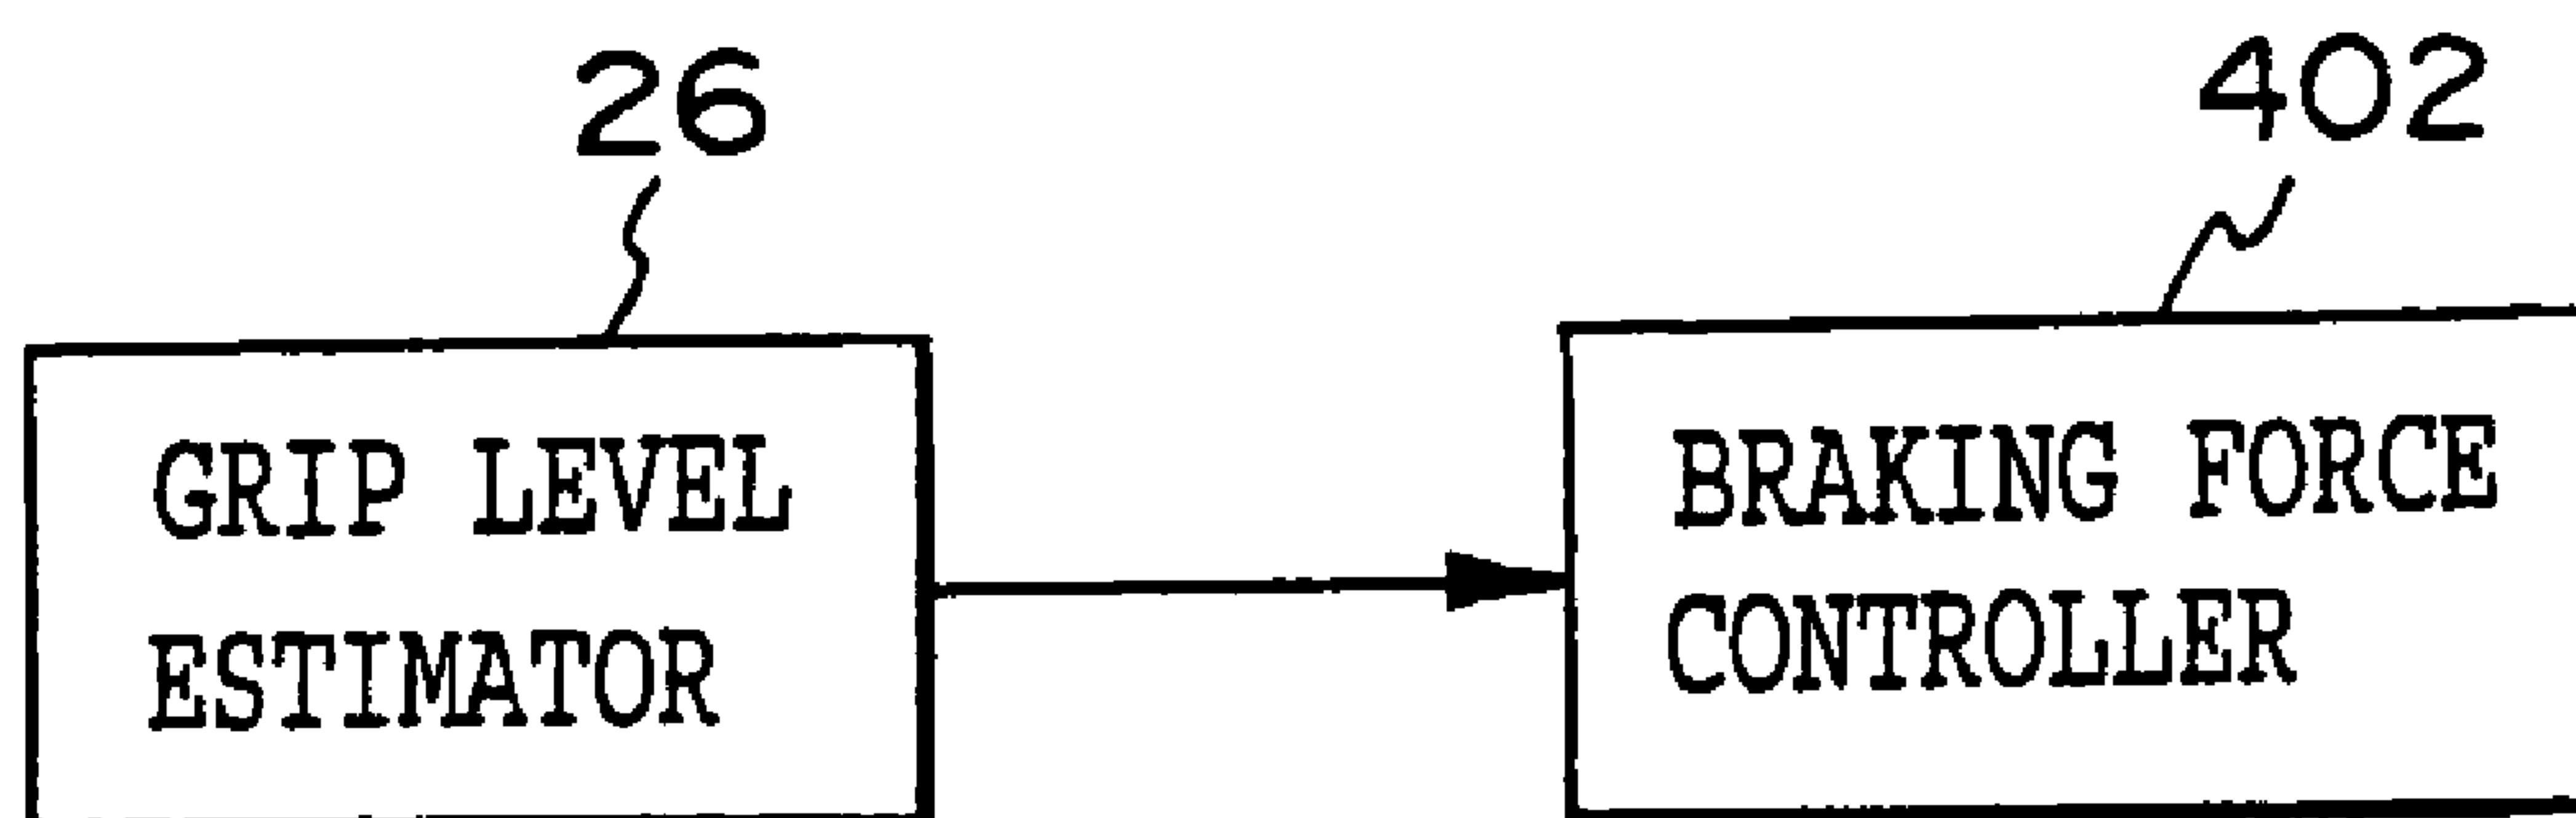 26
402
GRIP LEVEL
ESTIMATOR
BRAKING FORCE
CONTROLLER